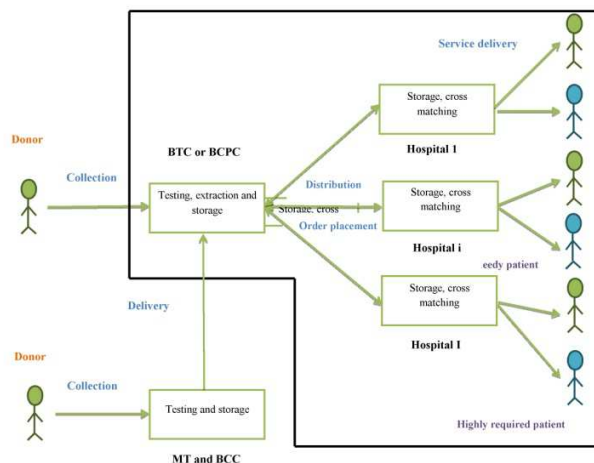 Service delivery
Storage, cross
matching
Donor
BTC or BCPC
Hospital 1
Collection
Testing, extraction and
storage
Distribution
Storage, cross
Order placement
Storage, cross
matching
Hospital i
eedy patient
Storage, cross
matching
Delivery
Hospital I
Donor
Collection
Testing and storage
Highly required patient
MT and BCC